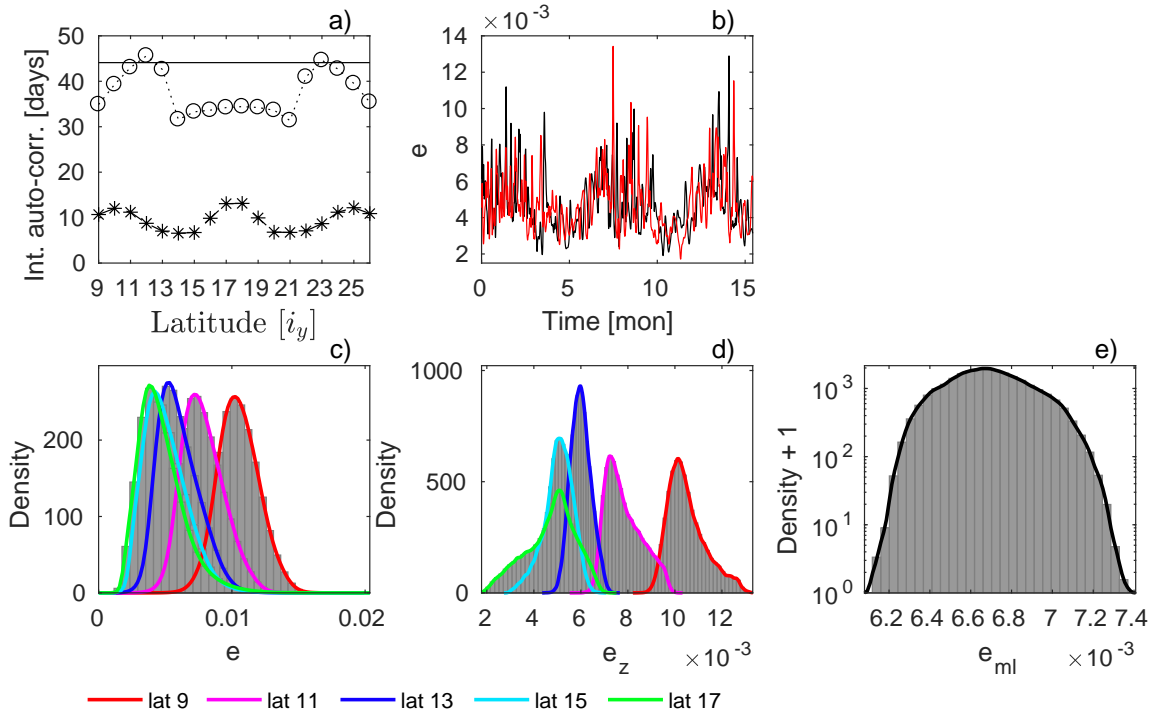 a)
50
40
30
20
10
0
Int. auto-corr. [days]
9 11 13 15 17 19 21 23 25
Latitude [i_y]
b)
× 10^-3
14
12
10
8
6
4
2
e
0 5 10 15
Time [mon]
c)
200
100
0
Density
0 0.01 0.02
e
d)
1000
500
0
Density
2 4 6 8 10 12
e_z × 10^-3
e)
10^3
10^2
10^1
10^0
Density + 1
6.2 6.4 6.6 6.8 7 7.2 7.4
e_ml × 10^-3
lat 9 lat 11 lat 13 lat 15 lat 17